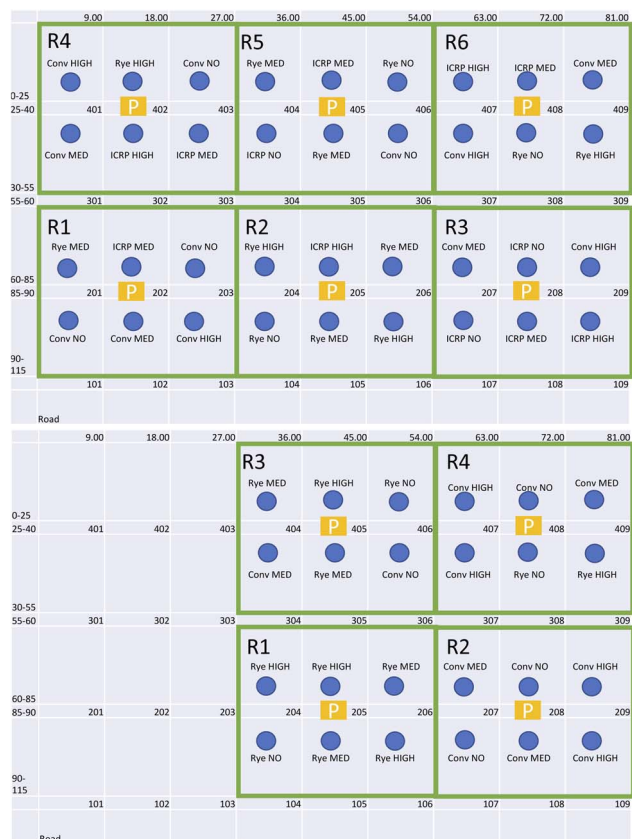 9.00 18.00 27.00 36.00 45.00 54.00 63.00 72.00 81.00
R4 R5 R6
Conv HIGH Rye HIGH Conv NO Rye MED ICRP MED Rye NO ICRP HIGH ICRP MED Conv MED
0-25
25-40 401 P 402 403 404 P 405 406 407 P 408 409
Conv MED ICRP HIGH ICRP MED ICRP NO Rye MED Conv NO Conv HIGH Rye NO Rye HIGH
30-55
55-60 301 302 303 304 305 306 307 308 309
R1 R2 R3
Rye MED ICRP MED Conv NO Rye HIGH ICRP HIGH Rye MED Conv MED ICRP NO Conv HIGH
60-85
85-90 201 P 202 203 204 P 205 206 207 P 208 209
Conv NO Conv MED Conv HIGH Rye NO Rye MED Rye HIGH ICRP NO ICRP MED ICRP HIGH
90-
115
101 102 103 104 105 106 107 108 109
Road
9.00 18.00 27.00 36.00 45.00 54.00 63.00 72.00 81.00
R3 R4
Rye MED Rye HIGH Rye NO Conv HIGH Conv NO Conv MED
0-25
25-40 401 402 403 404 P 405 406 407 P 408 409
Conv MED Rye MED Conv NO Conv HIGH Rye NO Rye HIGH
30-55
55-60 301 302 303 304 305 306 307 308 309
R1 R2
Rye HIGH Rye HIGH Rye MED Conv MED Conv NO Conv HIGH
60-85
85-90 201 202 203 204 P 205 206 207 P 208 209
Rye NO Rye MED Rye HIGH Conv NO Conv MED Conv HIGH
90-
115
101 102 103 104 105 106 107 108 109
Road